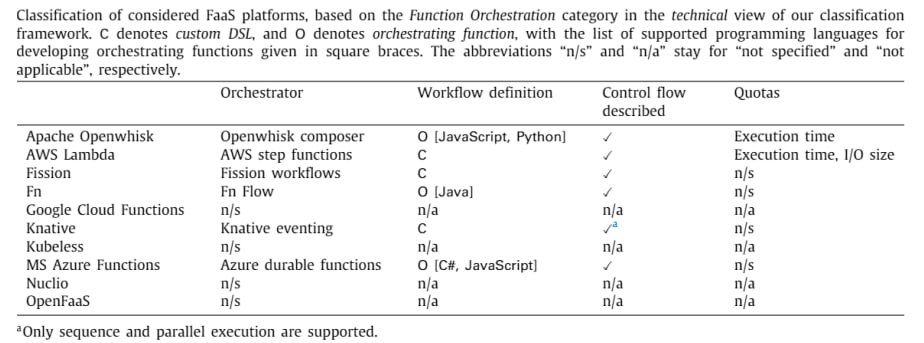 Classification of considered FaaS platforms, based on the Function Orchestration category in the technical view of our classification
framework. C denotes custom DSL, and O denotes orchestrating function, with the list of supported programming languages for
developing orchestrating functions given in square braces. The abbreviations “n/s” and “n/a” stay for “not specified” and “not
applicable”, respectively.
Orchestrator Workflow definition Control flow described Quotas
Apache Openwhisk Openwhisk composer O [JavaScript, Python] ✓ Execution time
AWS Lambda AWS step functions C ✓ Execution time, I/O size
Fission Fission workflows C ✓ n/s
Fn Fn Flow O [Java] ✓ n/s
Google Cloud Functions n/s n/a n/a n/a
Knative Knative eventing C ✓a n/s
Kubeless n/s n/a n/a n/a
MS Azure Functions Azure durable functions O [C#, JavaScript] ✓ n/s
Nuclio n/s n/a n/a n/a
OpenFaaS n/s n/a n/a n/a
a Only sequence and parallel execution are supported.